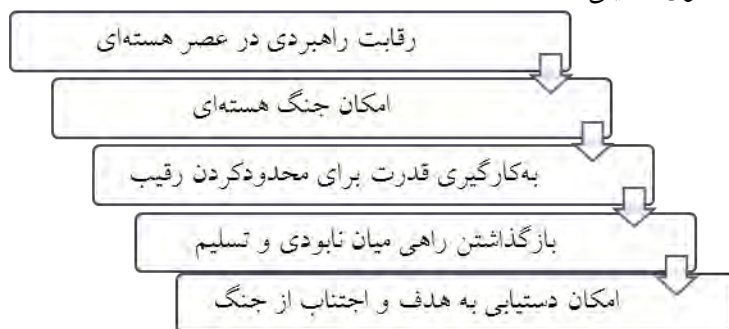 رقابت راهبردی در عصر هسته‌ای
امکان جنگ هسته‌ای
به‌کارگیری قدرت برای محدودکردن رقیب
بازگذاشتن راهی میان نابودی و تسلیم
امکان دستیابی به هدف و اجتناب از جنگ